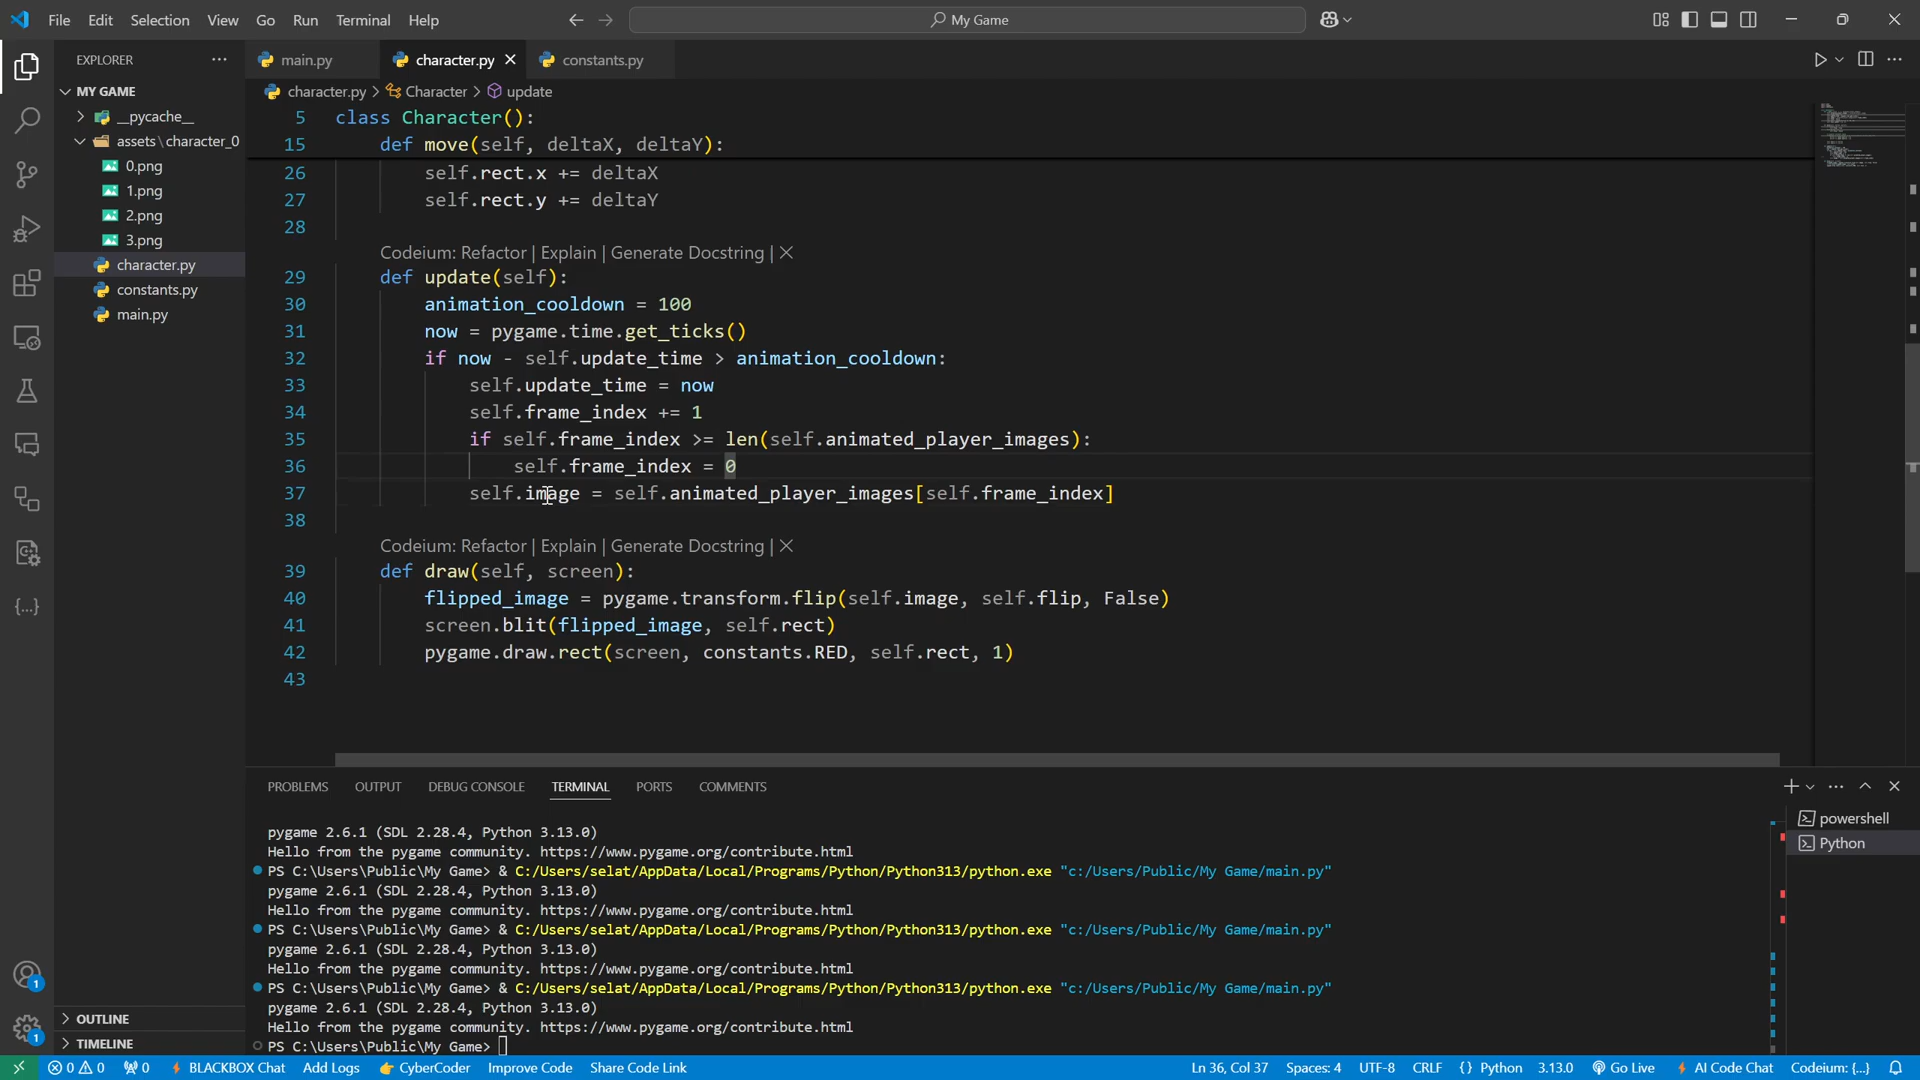 File Edit Selection View Go Run Terminal Help
My Game
EXPLORER
main.py character.py constants.py
MY GAME
__pycache__
assets\character_0
0.png
1.png
2.png
3.png
character.py
constants.py
main.py
OUTLINE
TIMELINE
character.py > Character > update
5 class Character():
15 def move(self, deltaX, deltaY):
26 self.rect.x += deltaX
27 self.rect.y += deltaY
28
Codeium: Refactor | Explain | Generate Docstring | X
29 def update(self):
30 animation_cooldown = 100
31 now = pygame.time.get_ticks()
32 if now - self.update_time > animation_cooldown:
33 self.update_time = now
34 self.frame_index += 1
35 if self.frame_index >= len(self.animated_player_images):
36 self.frame_index = 0
37 self.image = self.animated_player_images[self.frame_index]
38
Codeium: Refactor | Explain | Generate Docstring | X
39 def draw(self, screen):
40 flipped_image = pygame.transform.flip(self.image, self.flip, False)
41 screen.blit(flipped_image, self.rect)
42 pygame.draw.rect(screen, constants.RED, self.rect, 1)
43
PROBLEMS OUTPUT DEBUG CONSOLE TERMINAL PORTS COMMENTS
powershell
Python
pygame 2.6.1 (SDL 2.28.4, Python 3.13.0)
Hello from the pygame community. https://www.pygame.org/contribute.html
PS C:\Users\Public\My Game> & C:/Users/selat/AppData/Local/Programs/Python/Python313/python.exe "c:/Users/Public/My Game/main.py"
pygame 2.6.1 (SDL 2.28.4, Python 3.13.0)
Hello from the pygame community. https://www.pygame.org/contribute.html
PS C:\Users\Public\My Game> & C:/Users/selat/AppData/Local/Programs/Python/Python313/python.exe "c:/Users/Public/My Game/main.py"
pygame 2.6.1 (SDL 2.28.4, Python 3.13.0)
Hello from the pygame community. https://www.pygame.org/contribute.html
PS C:\Users\Public\My Game> & C:/Users/selat/AppData/Local/Programs/Python/Python313/python.exe "c:/Users/Public/My Game/main.py"
pygame 2.6.1 (SDL 2.28.4, Python 3.13.0)
Hello from the pygame community. https://www.pygame.org/contribute.html
PS C:\Users\Public\My Game>
1
1
0 0 0 BLACKBOX Chat Add Logs CyberCoder Improve Code Share Code Link Ln 36, Col 37 Spaces: 4 UTF-8 CRLF {} Python 3.13.0 Go Live AI Code Chat Codeium: {...}